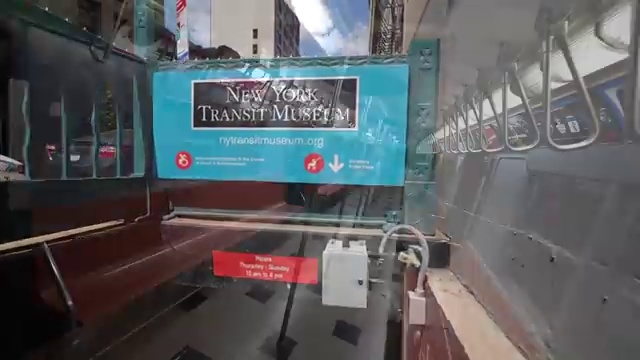 NEW YORK
TRANSIT MUSEUM
nytransitmuseum.org
Hours
Thursday - Sunday
10 am to 4 pm